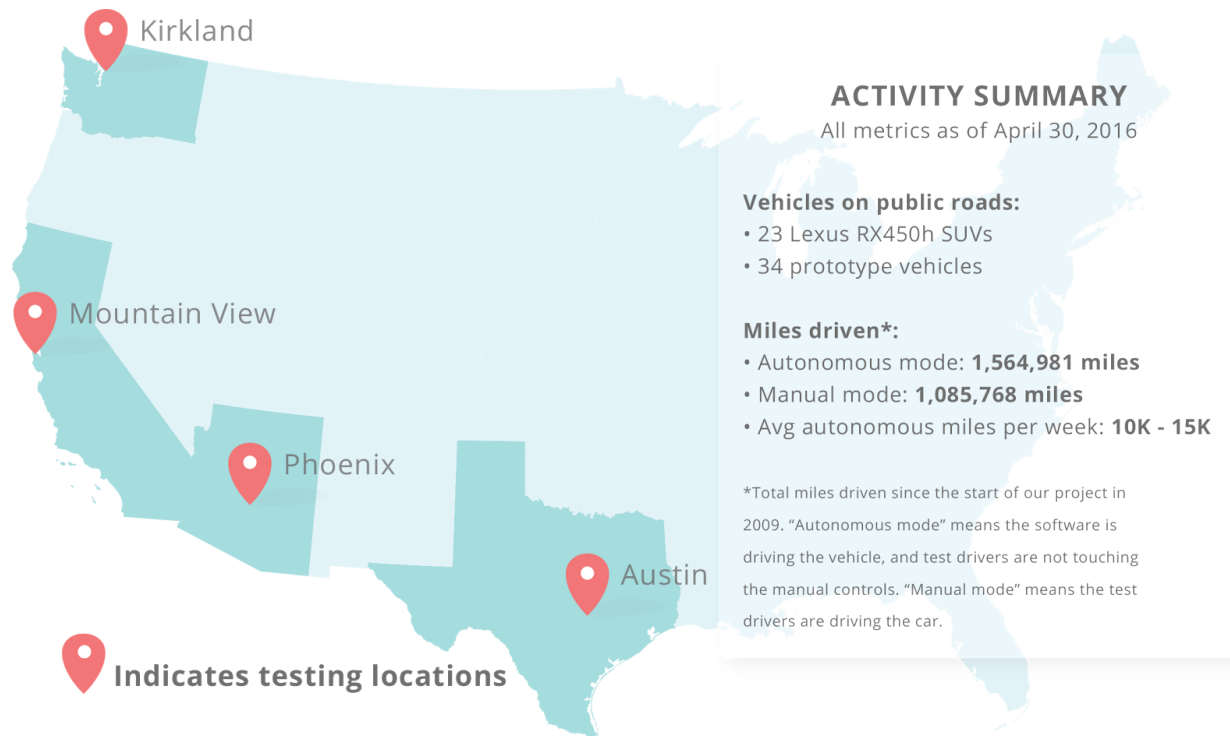 Kirkland
Mountain View
Phoenix
Austin
Indicates testing locations
ACTIVITY SUMMARY
All metrics as of April 30, 2016
Vehicles on public roads:
• 23 Lexus RX450h SUVs
• 34 prototype vehicles
Miles driven*:
• Autonomous mode: 1,564,981 miles
• Manual mode: 1,085,768 miles
• Avg autonomous miles per week: 10K - 15K
*Total miles driven since the start of our project in
2009. “Autonomous mode” means the software is
driving the vehicle, and test drivers are not touching
the manual controls. “Manual mode” means the test
drivers are driving the car.